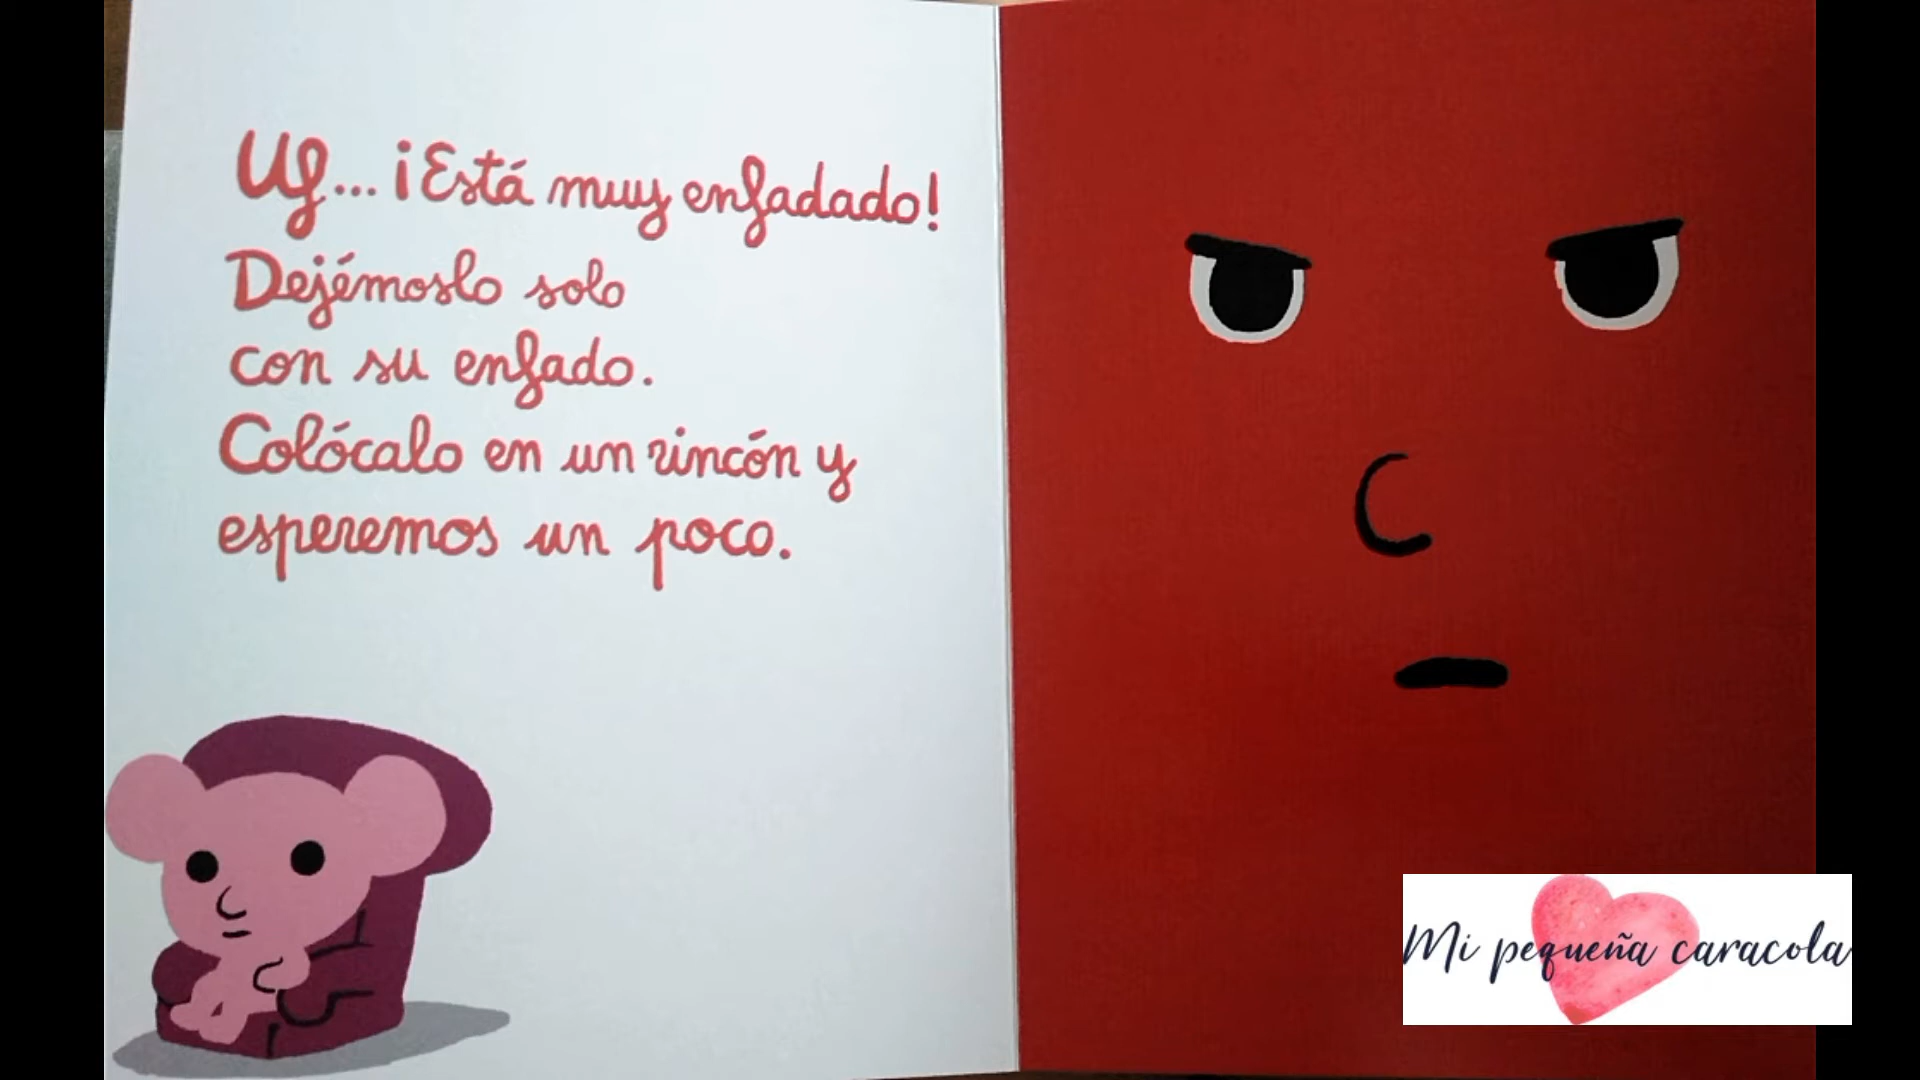 Uf... ¡Está muy enfadado!
Dejémoslo solo
con su enfado.
Colócalo en un rincón y
esperemos un poco.
Mi pequeña caracola